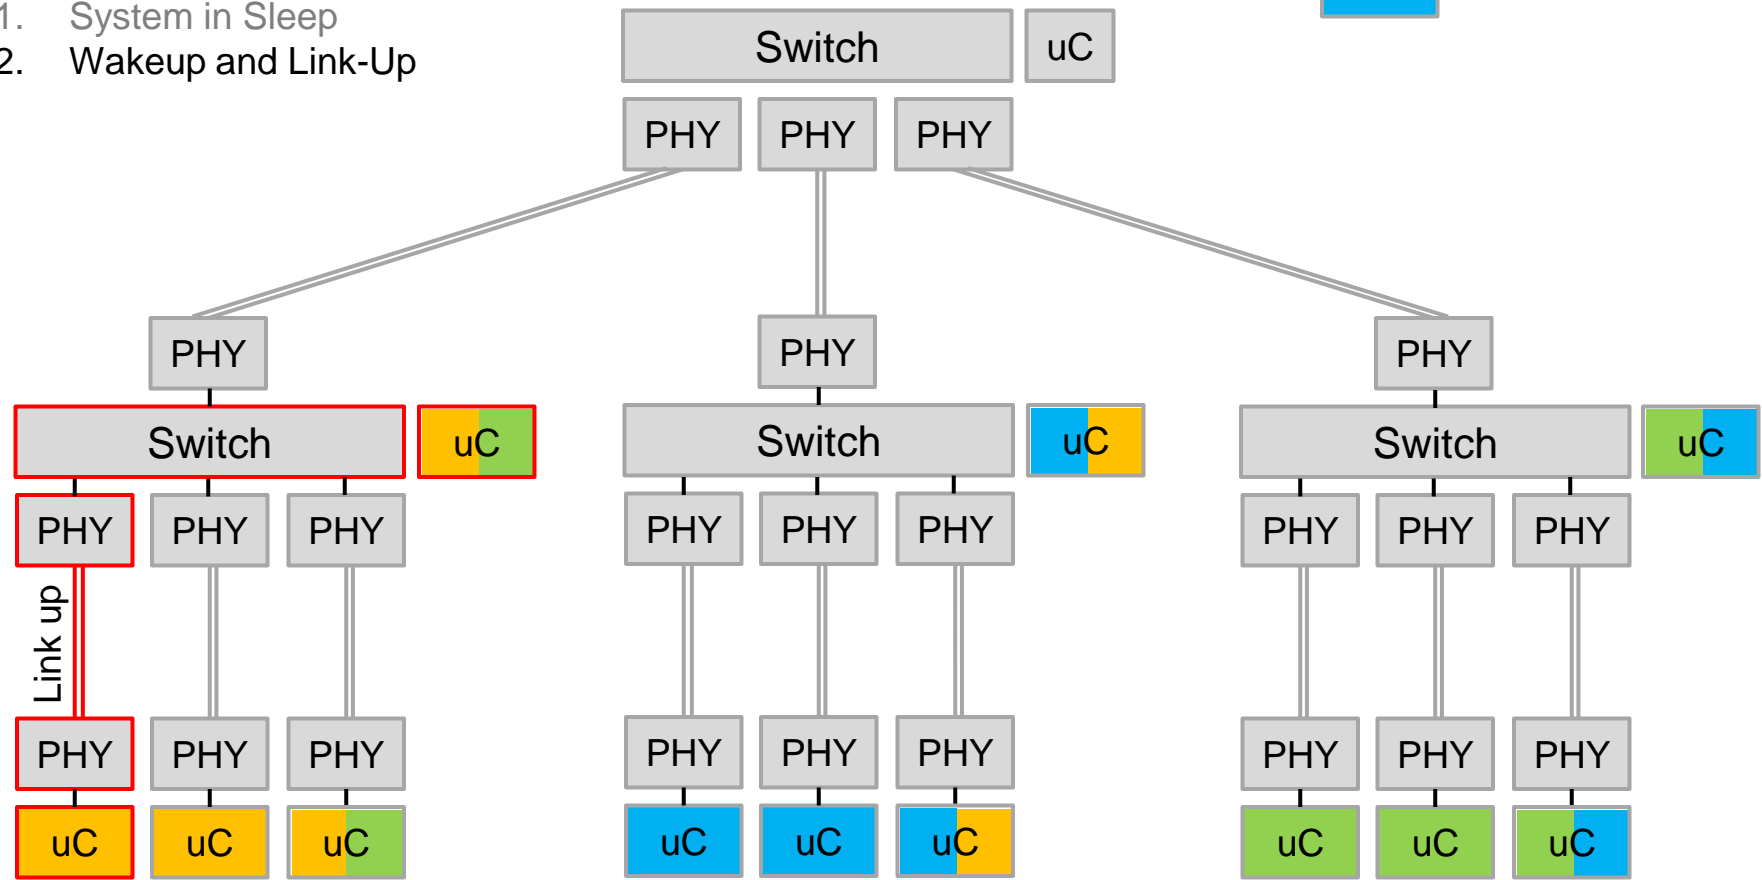 1. System in Sleep
2. Wakeup and Link-Up
Switch uC
PHY PHY PHY
PHY PHY PHY
Switch uC Switch uC Switch uC
PHY PHY PHY PHY PHY PHY PHY PHY PHY
Link up
PHY PHY PHY PHY PHY PHY PHY PHY PHY
uC uC uC uC uC uC uC uC uC